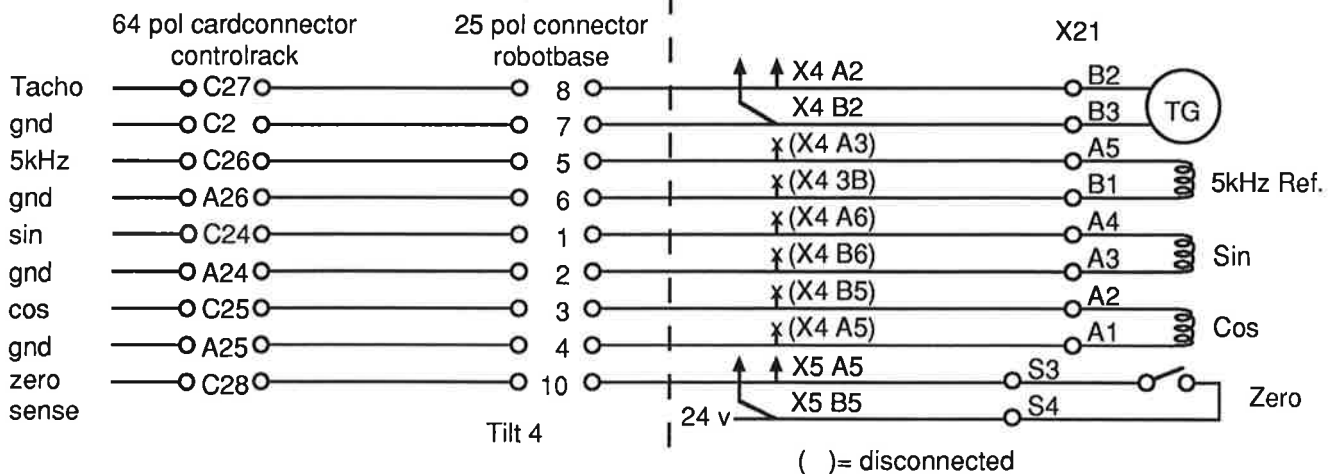 64 pol cardconnector controlrack
25 pol connector robotbase
X21
Tacho C27 8 X4 A2 B2
gnd C2 7 X4 B2 B3 TG
5kHz C26 5 (X4 A3) A5
gnd A26 6 (X4 3B) B1 5kHz Ref.
sin C24 1 (X4 A6) A4
gnd A24 2 (X4 B6) A3 Sin
cos C25 3 (X4 B5) A2
gnd A25 4 (X4 A5) A1 Cos
zero sense C28 10 X5 A5 S3
24 v X5 B5 S4 Zero
Tilt 4
( )= disconnected